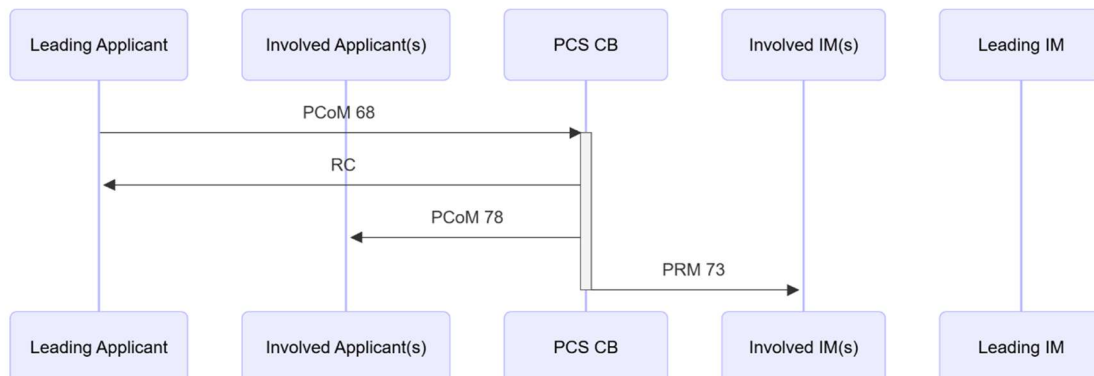 Leading Applicant
Involved Applicant(s)
PCS CB
Involved IM(s)
Leading IM
PCoM 68
RC
PCoM 78
PRM 73
Leading Applicant
Involved Applicant(s)
PCS CB
Involved IM(s)
Leading IM